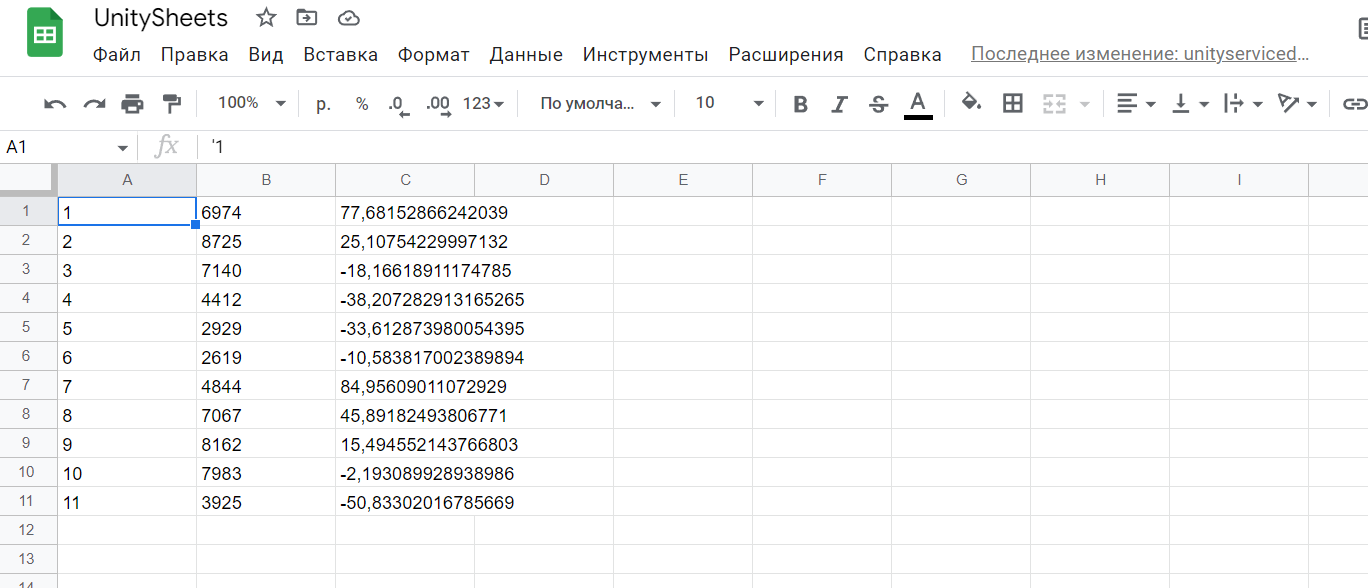 UnitySheets
Файл Правка Вид Вставка Формат Данные Инструменты Расширения Справка Последнее изменение: unityserviced…
100% р. % .0 .00 123 По умолча... 10 B I S A
A1 fx '1
A B C D E F G H I
1 1 6974 77,68152866242039
2 2 8725 25,10754229997132
3 3 7140 -18,16618911174785
4 4 4412 -38,207282913165265
5 5 2929 -33,612873980054395
6 6 2619 -10,583817002389894
7 7 4844 84,95609011072929
8 8 7067 45,89182493806771
9 9 8162 15,494552143766803
10 10 7983 -2,193089928938986
11 11 3925 -50,83302016785669
12
13
14